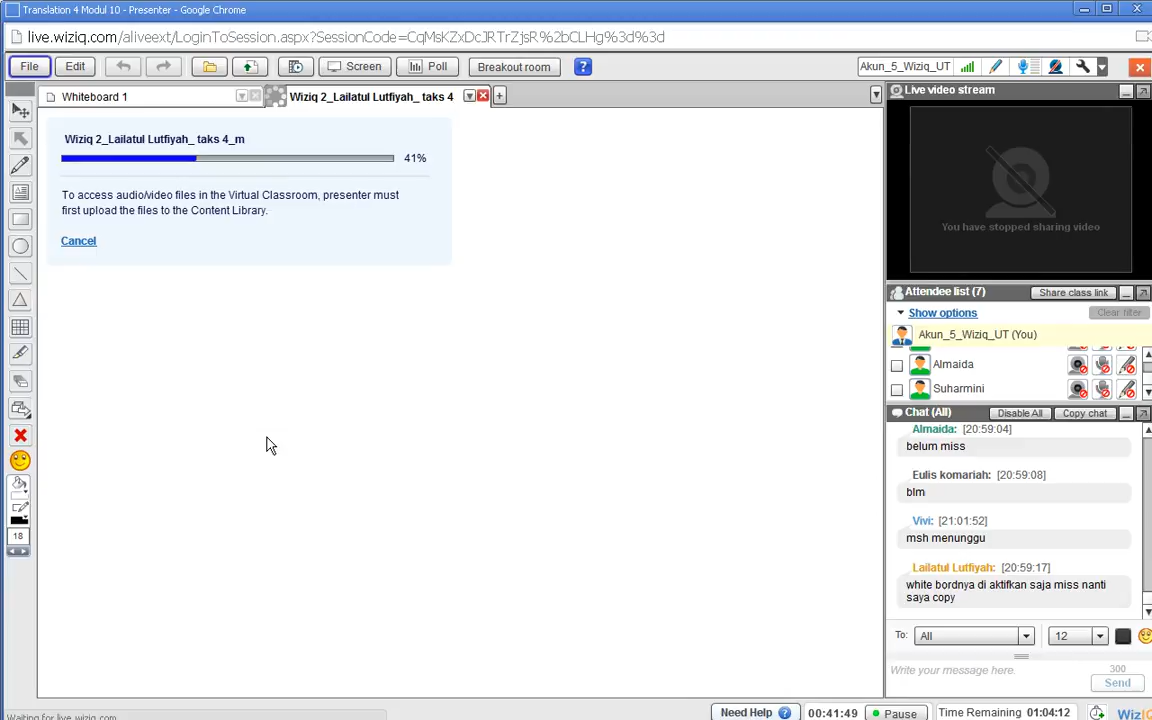 Translation 4 Modul 10 - Presenter - Google Chrome
live.wiziq.com/aliveext/LoginToSession.aspx?SessionCode=CqMsKZxDcJRTrZjsR%2bCLHg%3d%3d
File Edit Screen Poll Breakout room Akun_5_Wiziq_UT
Whiteboard 1 Wiziq 2_Lailatul Lutfiyah_ taks 4
Wiziq 2_Lailatul Lutfiyah_ taks 4_m
41%
To access audio/video files in the Virtual Classroom, presenter must
first upload the files to the Content Library.
Cancel
18
Live video stream
You have stopped sharing video
Attendee list (7) Share class link
Show options Clear filter
Akun_5_Wiziq_UT (You)
Almaida
Suharmini
Chat (All) Disable All Copy chat
Almaida: [20:59:04]
belum miss
Eulis komariah: [20:59:08]
blm
Vivi: [21:01:52]
msh menunggu
Lailatul Lutfiyah: [20:59:17]
white bordnya di aktifkan saja miss nanti
saya copy
To: All 12
Write your message here. 300
Send
Waiting for live.wiziq.com
Need Help 00:41:49 Pause Time Remaining 01:04:12 WizIQ